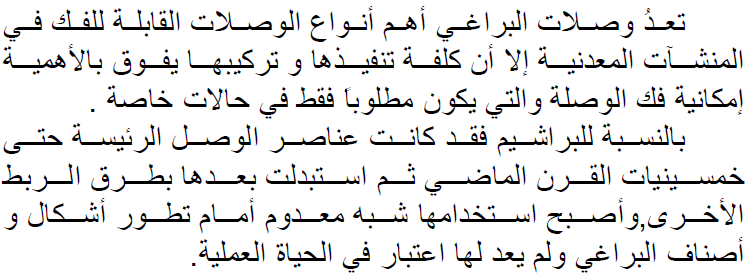 تعدُ وصلات البراغي أهم أنواع الوصلات القابلة للفك في
المنشآت المعدنية إلا أن كلفة تنفيذها و تركيبها يفوق بالأهمية
إمكانية فك الوصلة والتي يكون مطلوباً فقط في حالات خاصة .
بالنسبة للبراشيم فقد كانت عناصر الوصل الرئيسة حتى
خمسينيات القرن الماضي ثم استبدلت بعدها بطرق الربط
الأخرى,وأصبح استخدامها شبه معدوم أمام تطور أشكال و
أصناف البراغي ولم يعد لها اعتبار في الحياة العملية.